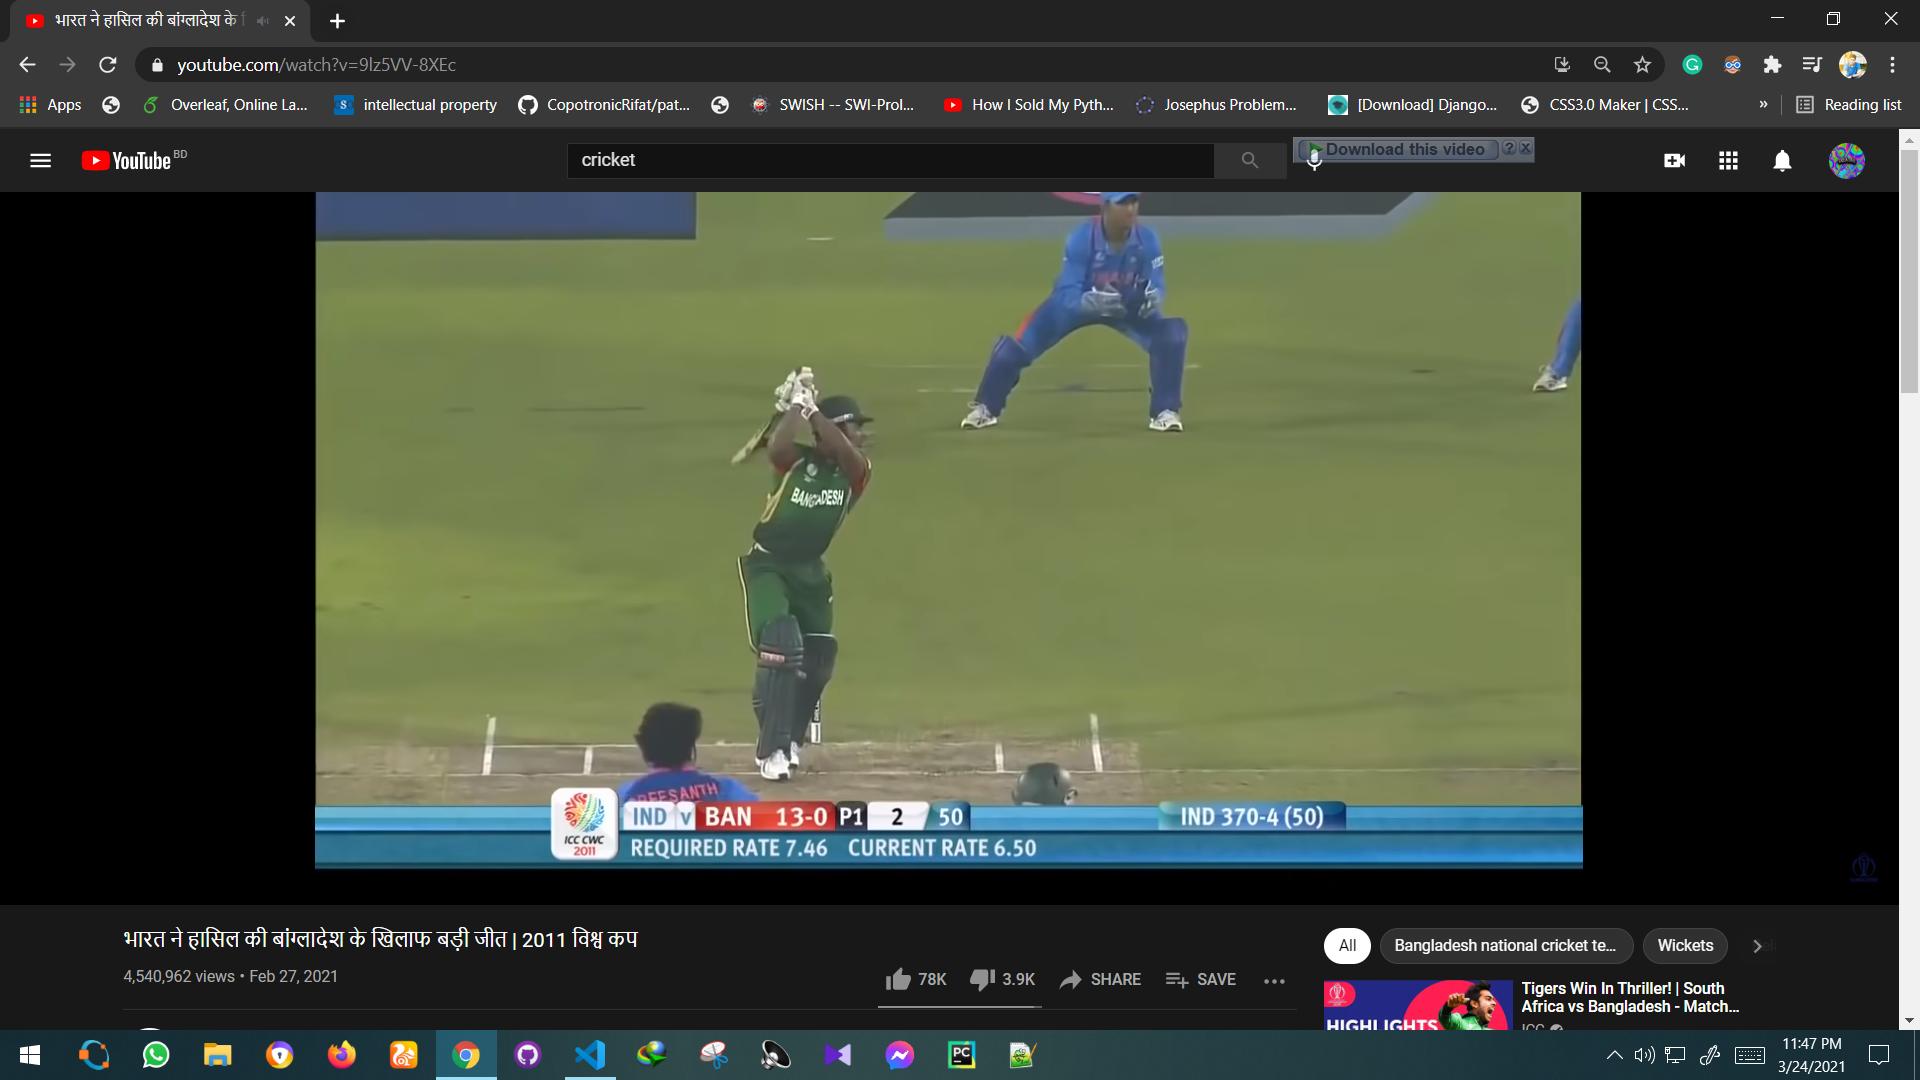 भारत ने हासिल की बांग्लादेश के
youtube.com/watch?v=9lz5VV-8XEc
Apps
Overleaf, Online La...
intellectual property
CopotronicRifat/pat...
SWISH -- SWI-Prol...
How I Sold My Pyth...
Josephus Problem...
[Download] Django...
CSS3.0 Maker | CSS...
»
Reading list
YouTube BD
cricket
Download this video
BANGLADESH
REESANTH
ICC CWC
2011
IND v BAN 13-0 P1 2 50
IND 370-4 (50)
REQUIRED RATE 7.46 CURRENT RATE 6.50
भारत ने हासिल की बांग्लादेश के खिलाफ बड़ी जीत | 2011 विश्व कप
4,540,962 views • Feb 27, 2021
78K
3.9K
SHARE
SAVE
All
Bangladesh national cricket te...
Wickets
HIGHLIGHTS
Tigers Win In Thriller! | South
Africa vs Bangladesh - Match...
ICC
PC
11:47 PM
3/24/2021